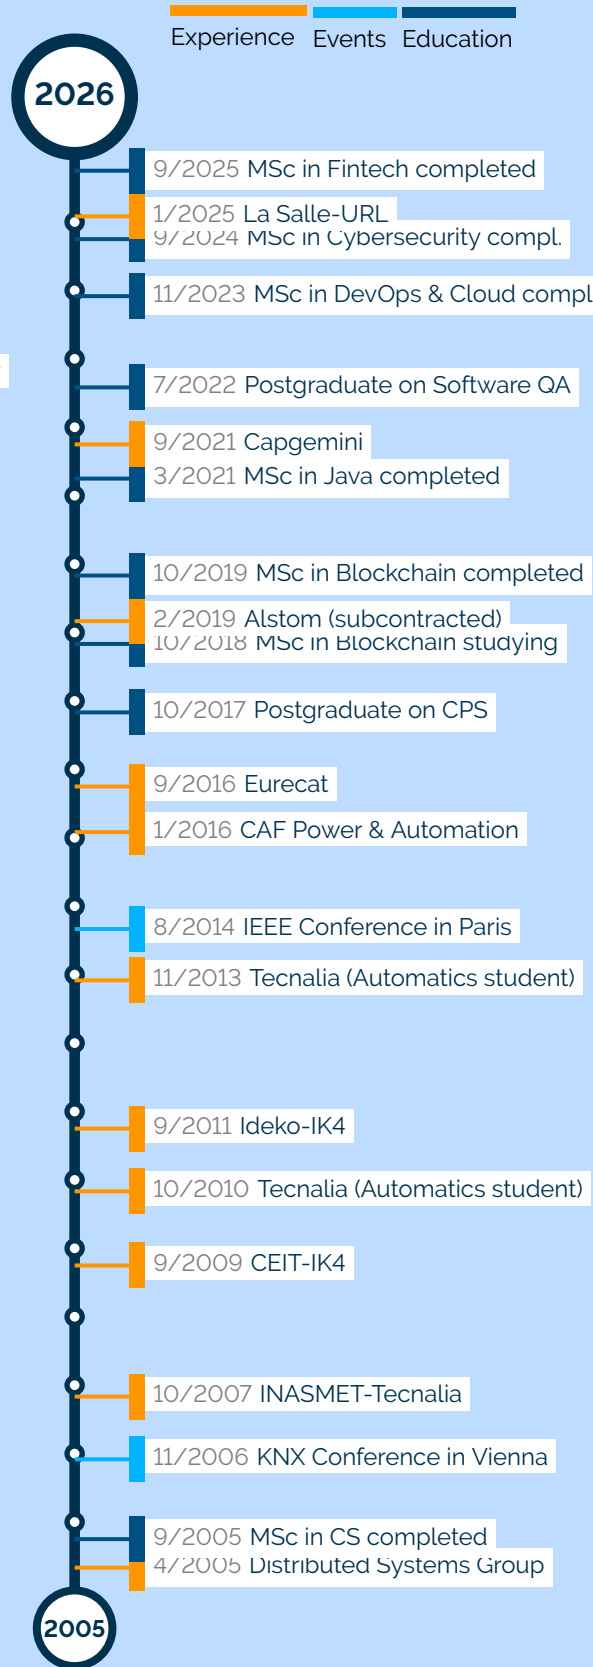 Experience Events Education
2026
9/2025 MSc in Fintech completed
1/2025 La Salle-URL
9/2024 MSc in Cybersecurity compl.
11/2023 MSc in DevOps & Cloud compl
7/2022 Postgraduate on Software QA
9/2021 Capgemini
3/2021 MSc in Java completed
10/2019 MSc in Blockchain completed
2/2019 Alstom (subcontracted)
10/2018 MSc in Blockchain studying
10/2017 Postgraduate on CPS
9/2016 Eurecat
1/2016 CAF Power & Automation
8/2014 IEEE Conference in Paris
11/2013 Tecnalia (Automatics student)
9/2011 Ideko-IK4
10/2010 Tecnalia (Automatics student)
9/2009 CEIT-IK4
10/2007 INASMET-Tecnalia
11/2006 KNX Conference in Vienna
9/2005 MSc in CS completed
4/2005 Distributed Systems Group
2005